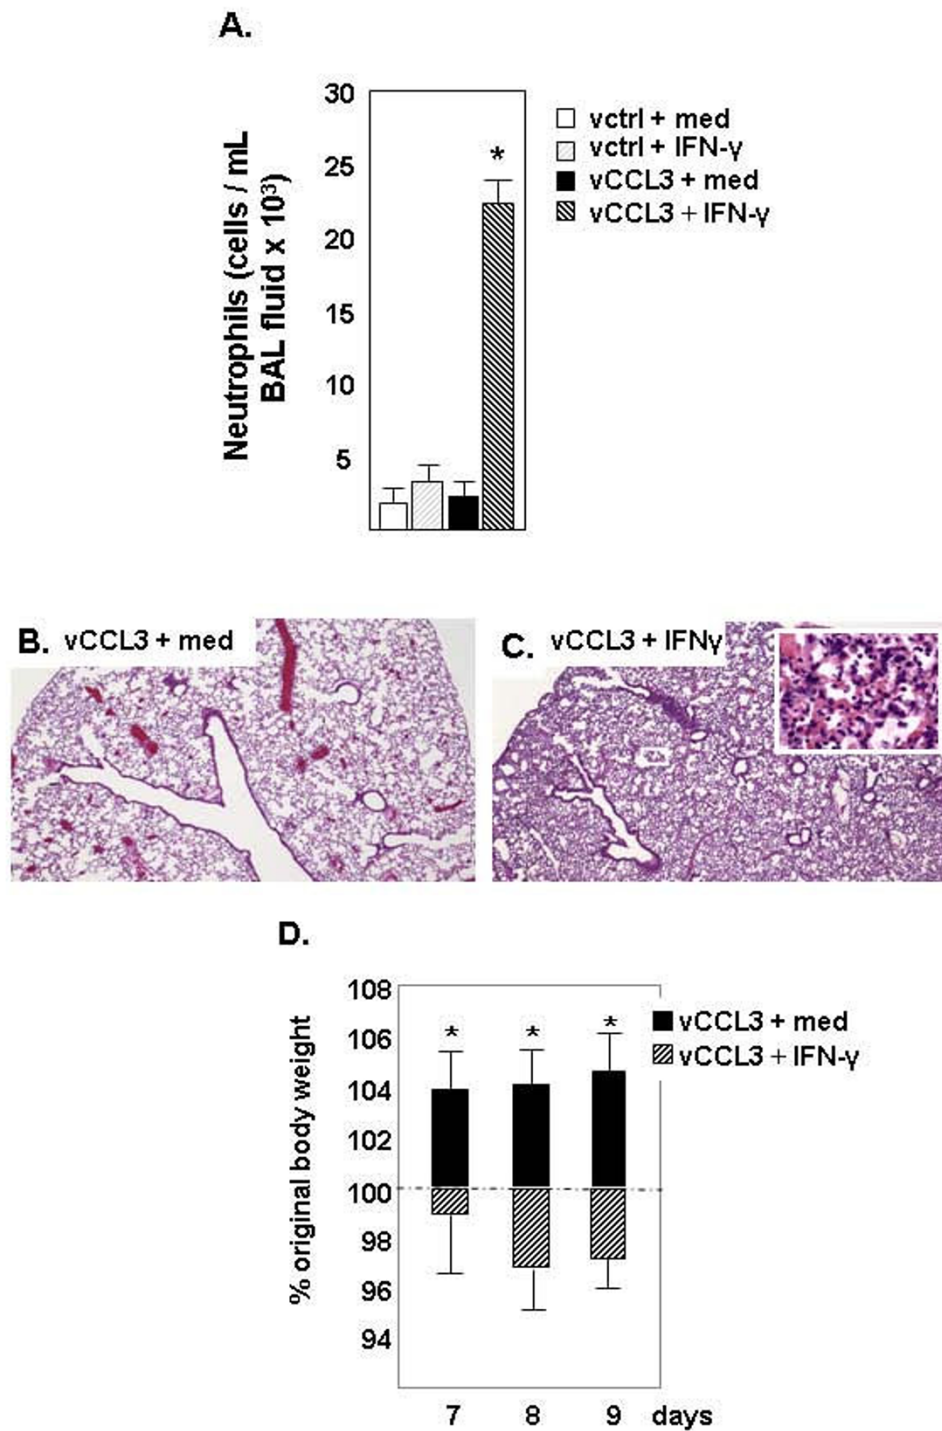 A.
30
25
20
15
10
5
Neutrophils (cells / mL
BAL fluid x 10³)
*
vctrl + med
vctrl + IFN-γ
vCCL3 + med
vCCL3 + IFN-γ
B. vCCL3 + med
C. vCCL3 + IFNγ
D.
108
106
104
102
100
98
96
94
% original body weight
* * *
vCCL3 + med
vCCL3 + IFN-γ
7 8 9 days